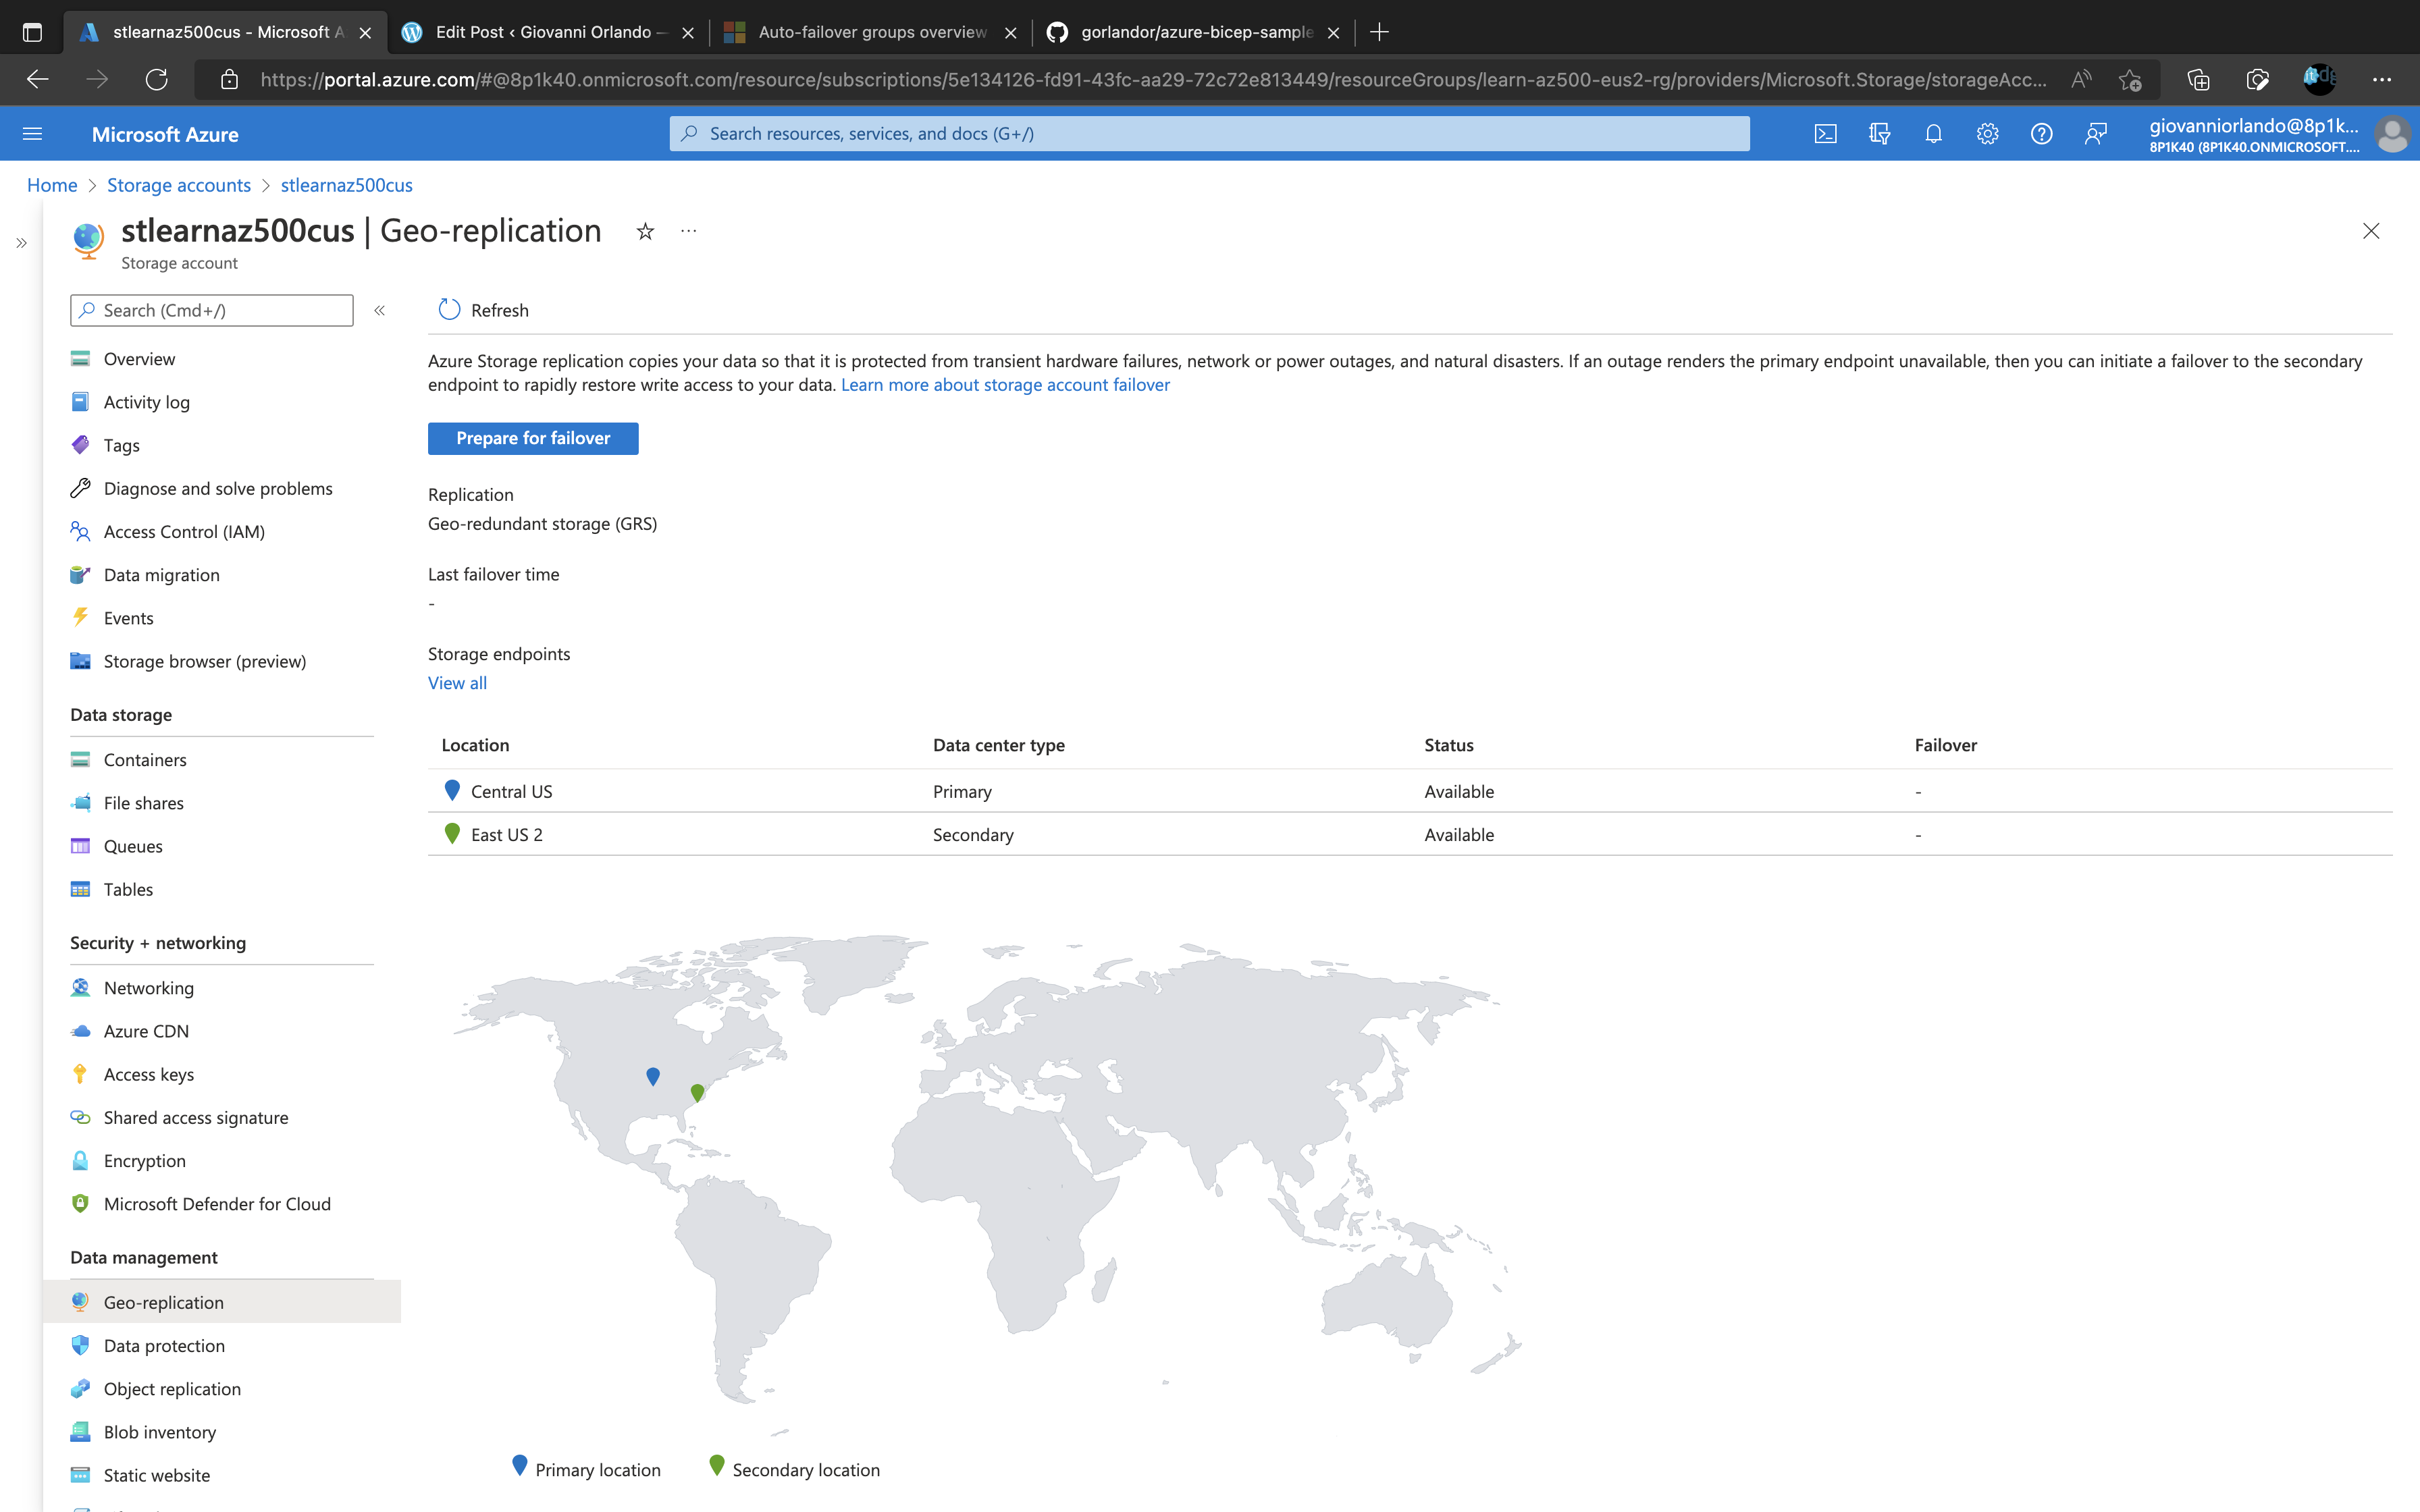 stlearnaz500cus - Microsoft A
Edit Post ‹ Giovanni Orlando —
Auto-failover groups overview
gorlandor/azure-bicep-sample
https://portal.azure.com/#@8p1k40.onmicrosoft.com/resource/subscriptions/5e134126-fd91-43fc-aa29-72c72e813449/resourceGroups/learn-az500-eus2-rg/providers/Microsoft.Storage/storageAcc...
Microsoft Azure
Search resources, services, and docs (G+/)
giovanniorlando@8p1k...
8P1K40 (8P1K40.ONMICROSOFT....
Home > Storage accounts > stlearnaz500cus
stlearnaz500cus | Geo-replication
Storage account
Search (Cmd+/)
Overview
Activity log
Tags
Diagnose and solve problems
Access Control (IAM)
Data migration
Events
Storage browser (preview)
Data storage
Containers
File shares
Queues
Tables
Security + networking
Networking
Azure CDN
Access keys
Shared access signature
Encryption
Microsoft Defender for Cloud
Data management
Geo-replication
Data protection
Object replication
Blob inventory
Static website
Refresh
Azure Storage replication copies your data so that it is protected from transient hardware failures, network or power outages, and natural disasters. If an outage renders the primary endpoint unavailable, then you can initiate a failover to the secondary
endpoint to rapidly restore write access to your data. Learn more about storage account failover
Prepare for failover
Replication
Geo-redundant storage (GRS)
Last failover time
-
Storage endpoints
View all
Location Data center type Status Failover
Central US Primary Available -
East US 2 Secondary Available -
Primary location Secondary location